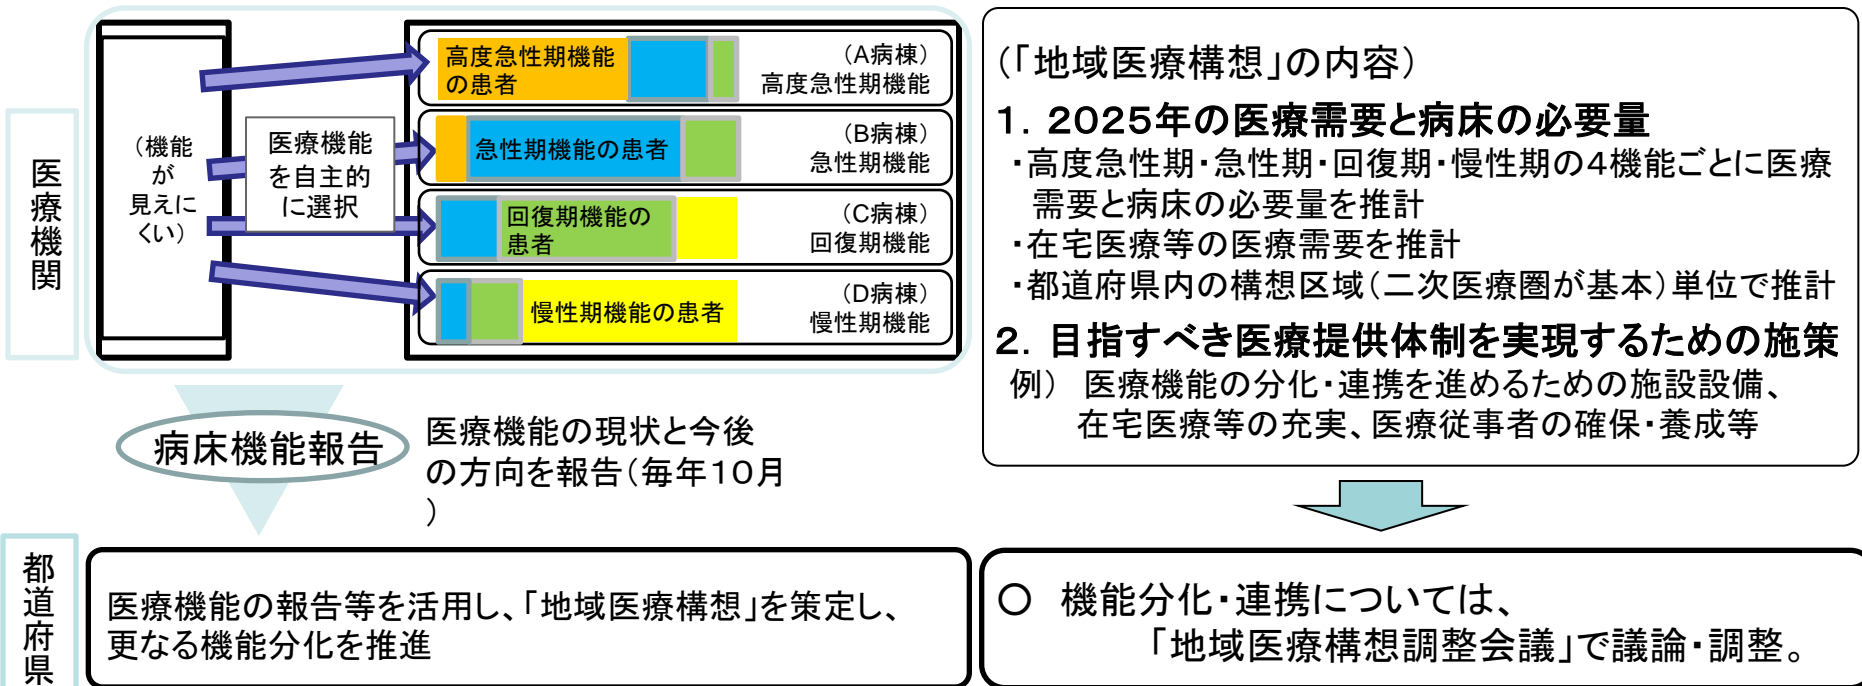 医療機関
(機能
が
見えに
くい)
医療機能
を自主的
に選択
高度急性期機能
の患者
(A病棟)
高度急性期機能
急性期機能の患者
(B病棟)
急性期機能
回復期機能の
患者
(C病棟)
回復期機能
慢性期機能の患者
(D病棟)
慢性期機能
病床機能報告
医療機能の現状と今後
の方向を報告(毎年10月
)
都道府県
医療機能の報告等を活用し、「地域医療構想」を策定し、
更なる機能分化を推進
(「地域医療構想」の内容)
1. 2025年の医療需要と病床の必要量
・高度急性期・急性期・回復期・慢性期の4機能ごとに医療
需要と病床の必要量を推計
・在宅医療等の医療需要を推計
・都道府県内の構想区域(二次医療圏が基本)単位で推計
2. 目指すべき医療提供体制を実現するための施策
例) 医療機能の分化・連携を進めるための施設設備、
在宅医療等の充実、医療従事者の確保・養成等
○ 機能分化・連携については、
「地域医療構想調整会議」で議論・調整。